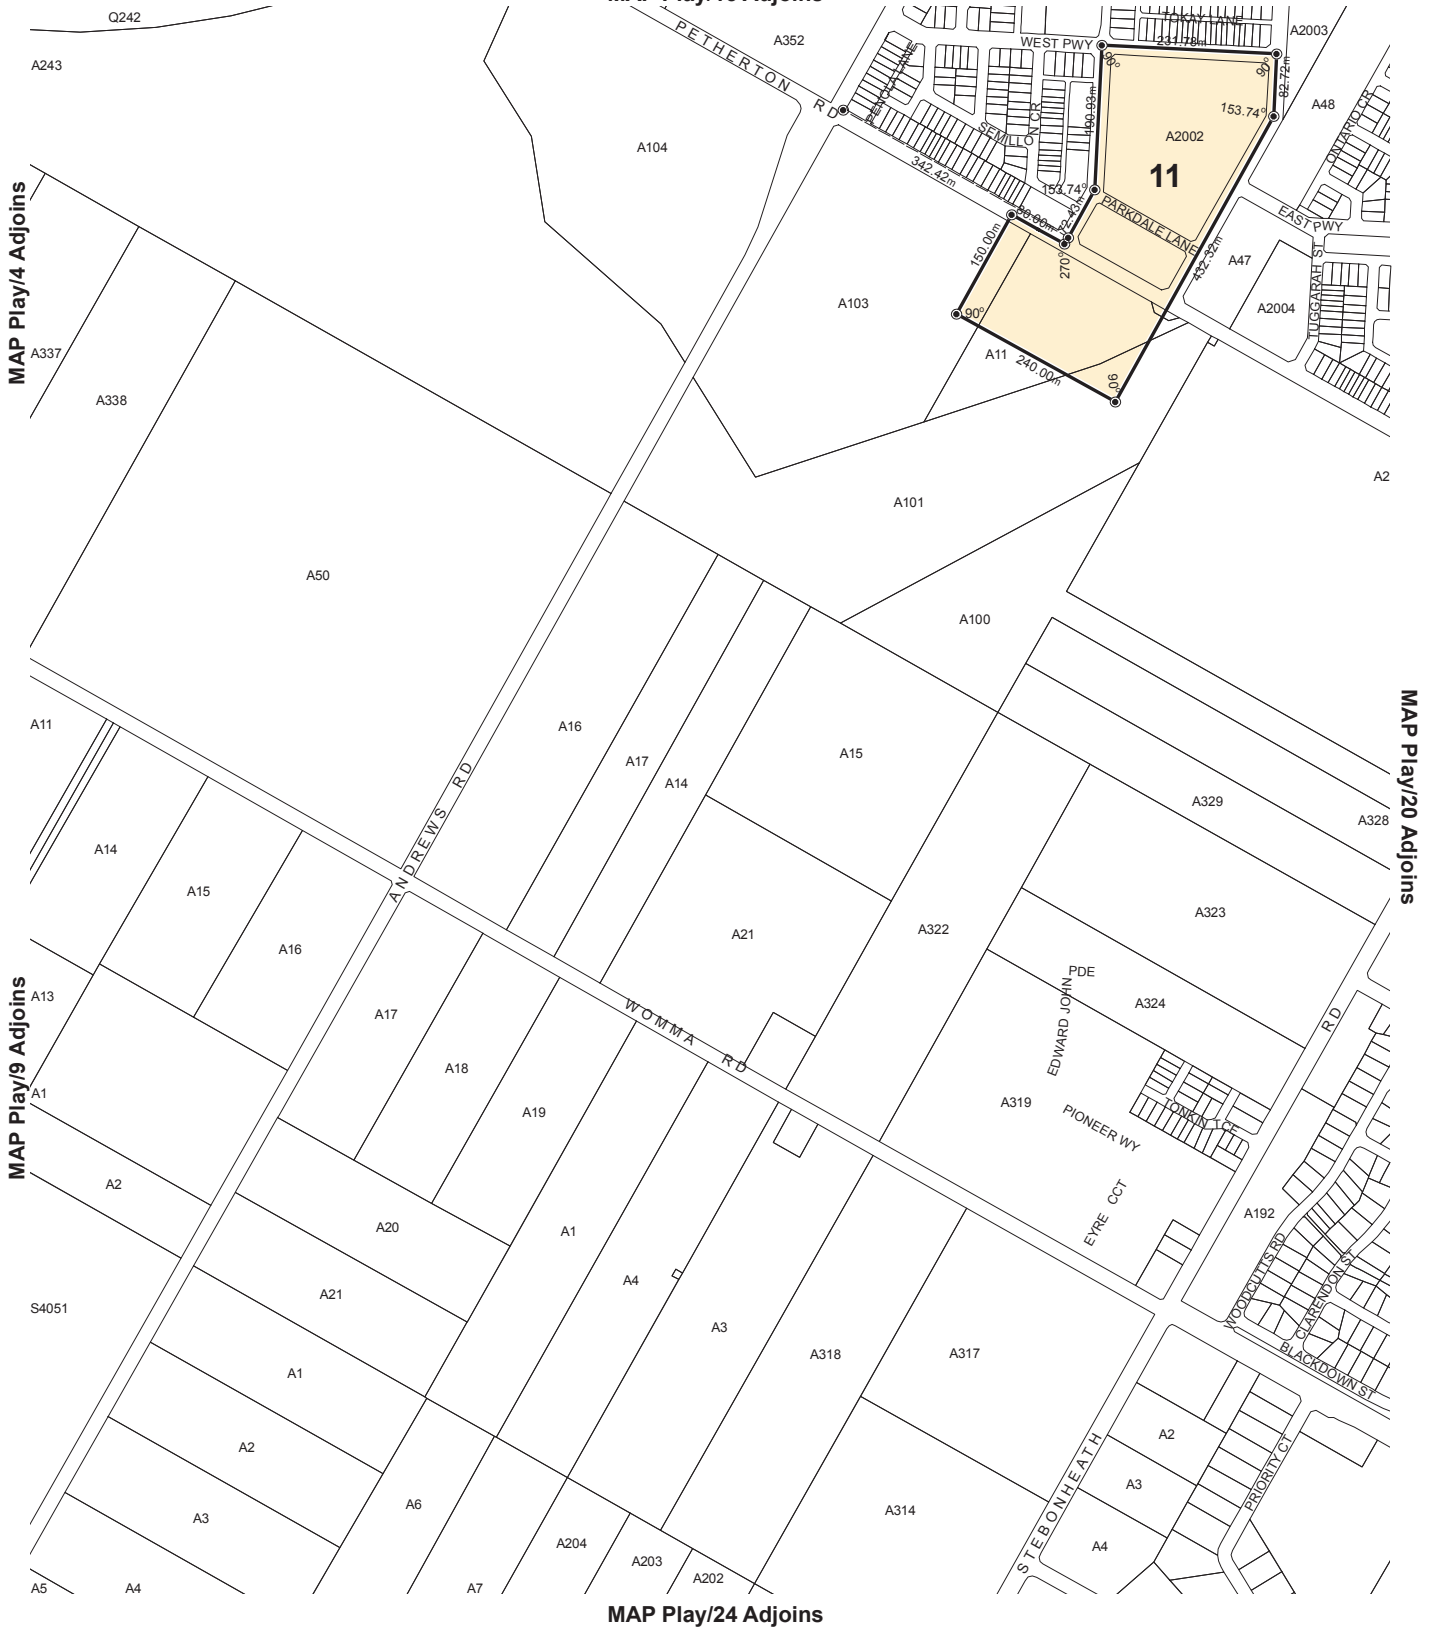 Q242
A243
A352
PETHERTON RD
PENOLA LANE
WEST PWY
TOKAY LANE
231.78m
A2003
90°
90°
82.72m
153.74°
A48
ONTARIO CR
A104
SEMILLON CR
190.93m
A2002
11
342.42m
153.74°
72.43m
80.00m
PARKDALE LANE
EAST PWY
150.00m
270°
432.32m
A47
TUGGARAH ST
A103
90°
A2004
MAP Play/4 Adjoins
A337
A11
240.00m
90°
A338
A2
A101
A50
A100
A11
A16
A17
A14
A15
MAP Play/20 Adjoins
A329
A328
ANDREWS RD
A14
A15
A16
A21
A322
A323
PDE
EDWARD JOHN
A324
MAP Play/9 Adjoins
A13
A17
WOMMA RD
RD
A18
A1
A19
A319
PIONEER WY
TONKIN TCE
A2
A20
A1
EYRE CCT
A192
WOODCUTTS RD
CLARENDON ST
A4
A21
S4051
A3
A318
A317
BLACKDOWN ST
A1
A2
A2
STEBONHEATH
A3
PRIORITY CT
A6
A314
A3
A204
A4
A203
A202
A5
A4
A7
MAP Play/24 Adjoins